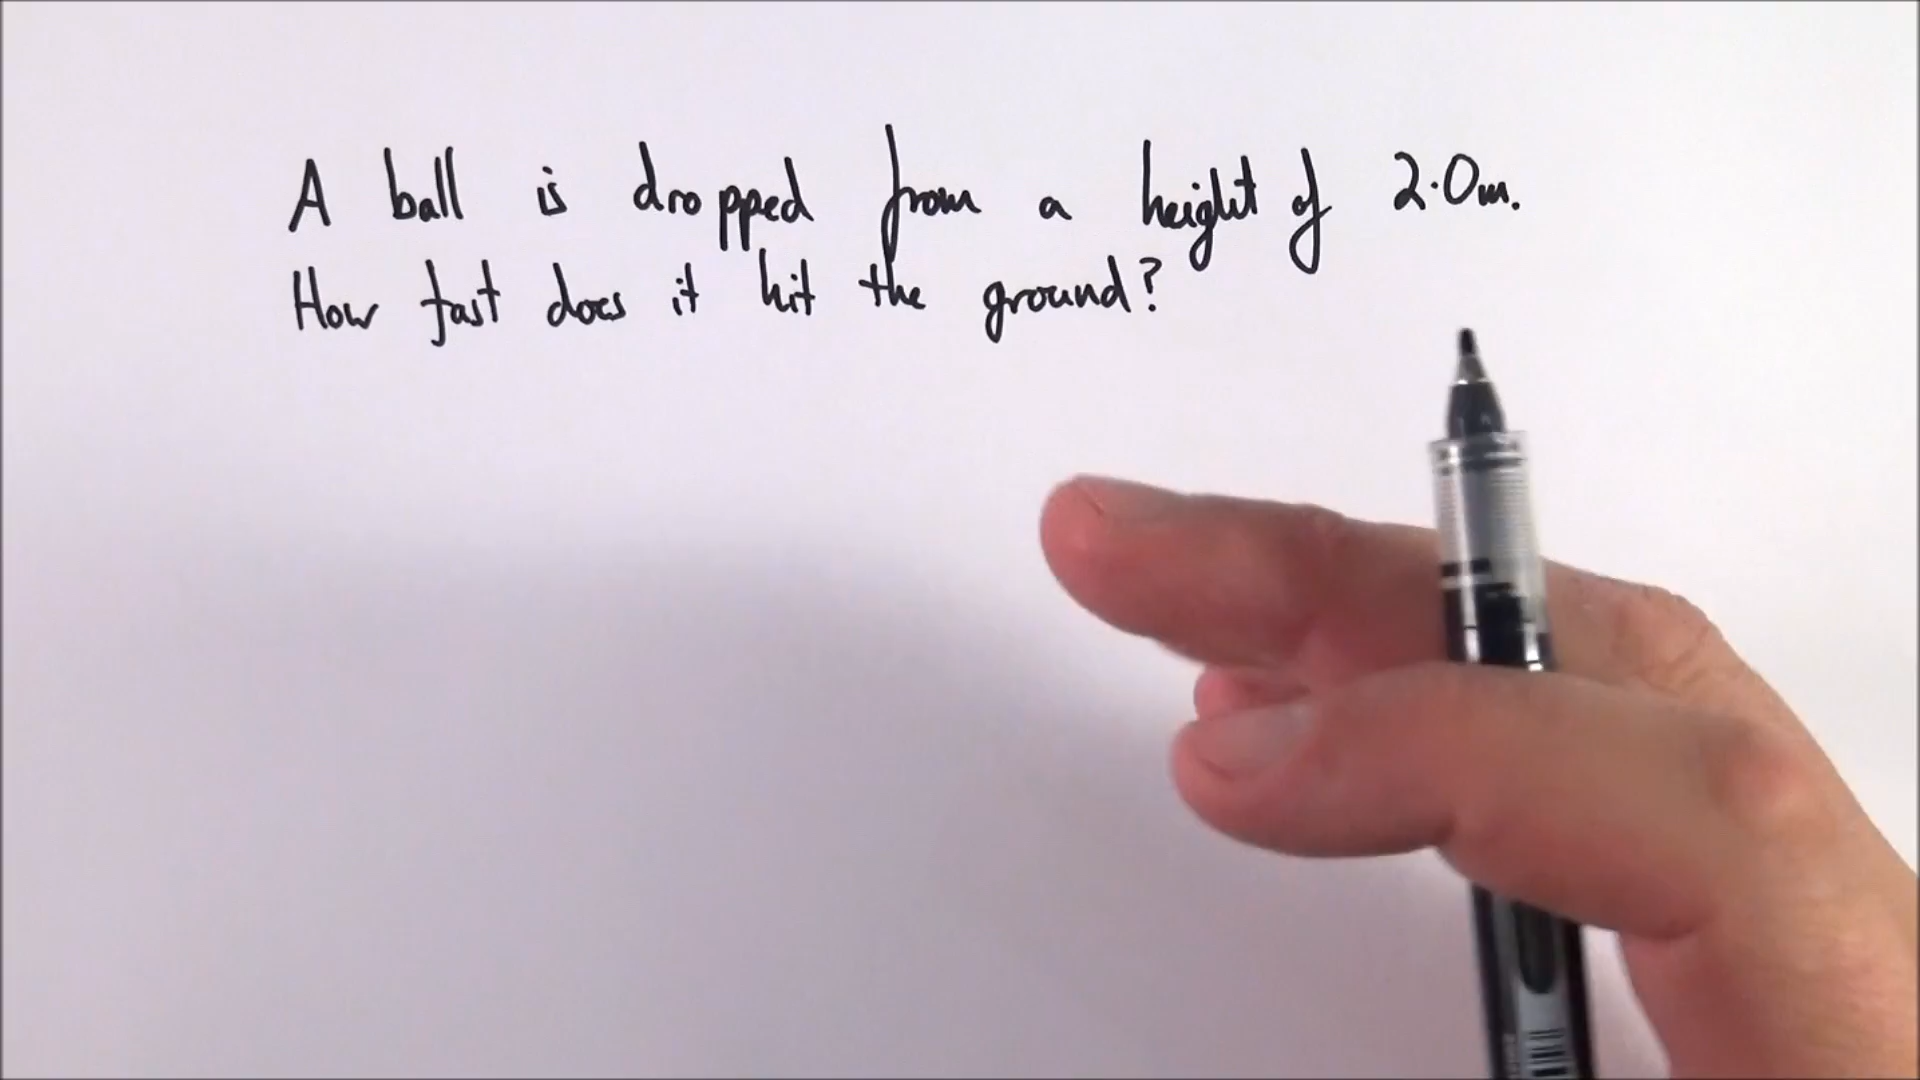 A ball is dropped from a height of 2.0m.
How fast does it hit the ground?